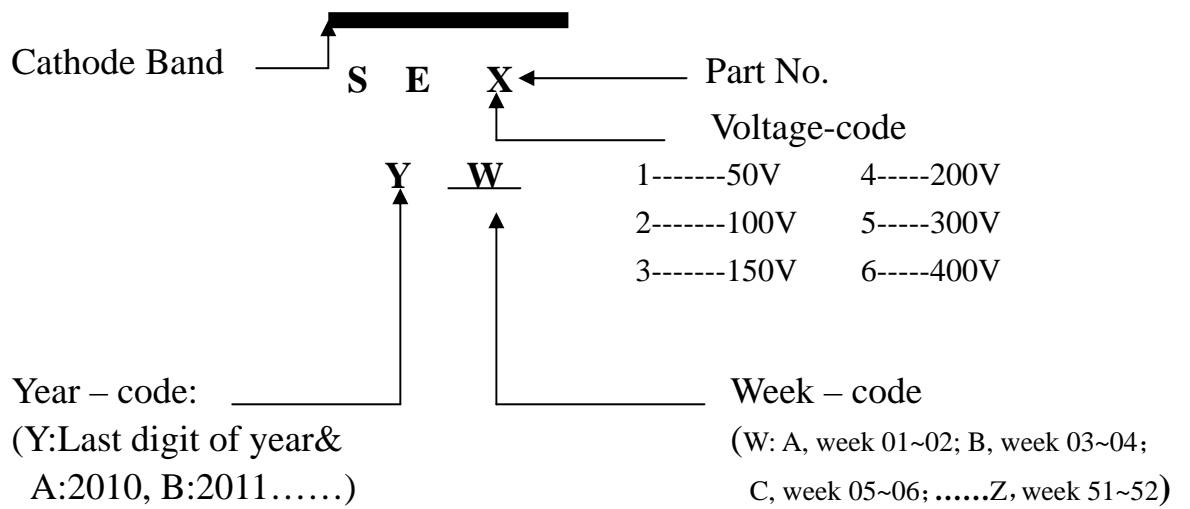 Cathode Band
S E X
Part No.
Voltage-code
Y W
1-------50V 4-----200V
2-------100V 5-----300V
3-------150V 6-----400V
Year – code:
(Y:Last digit of year&
A:2010, B:2011……)
Week – code
(W: A, week 01~02; B, week 03~04；
C, week 05~06；……Z，week 51~52)